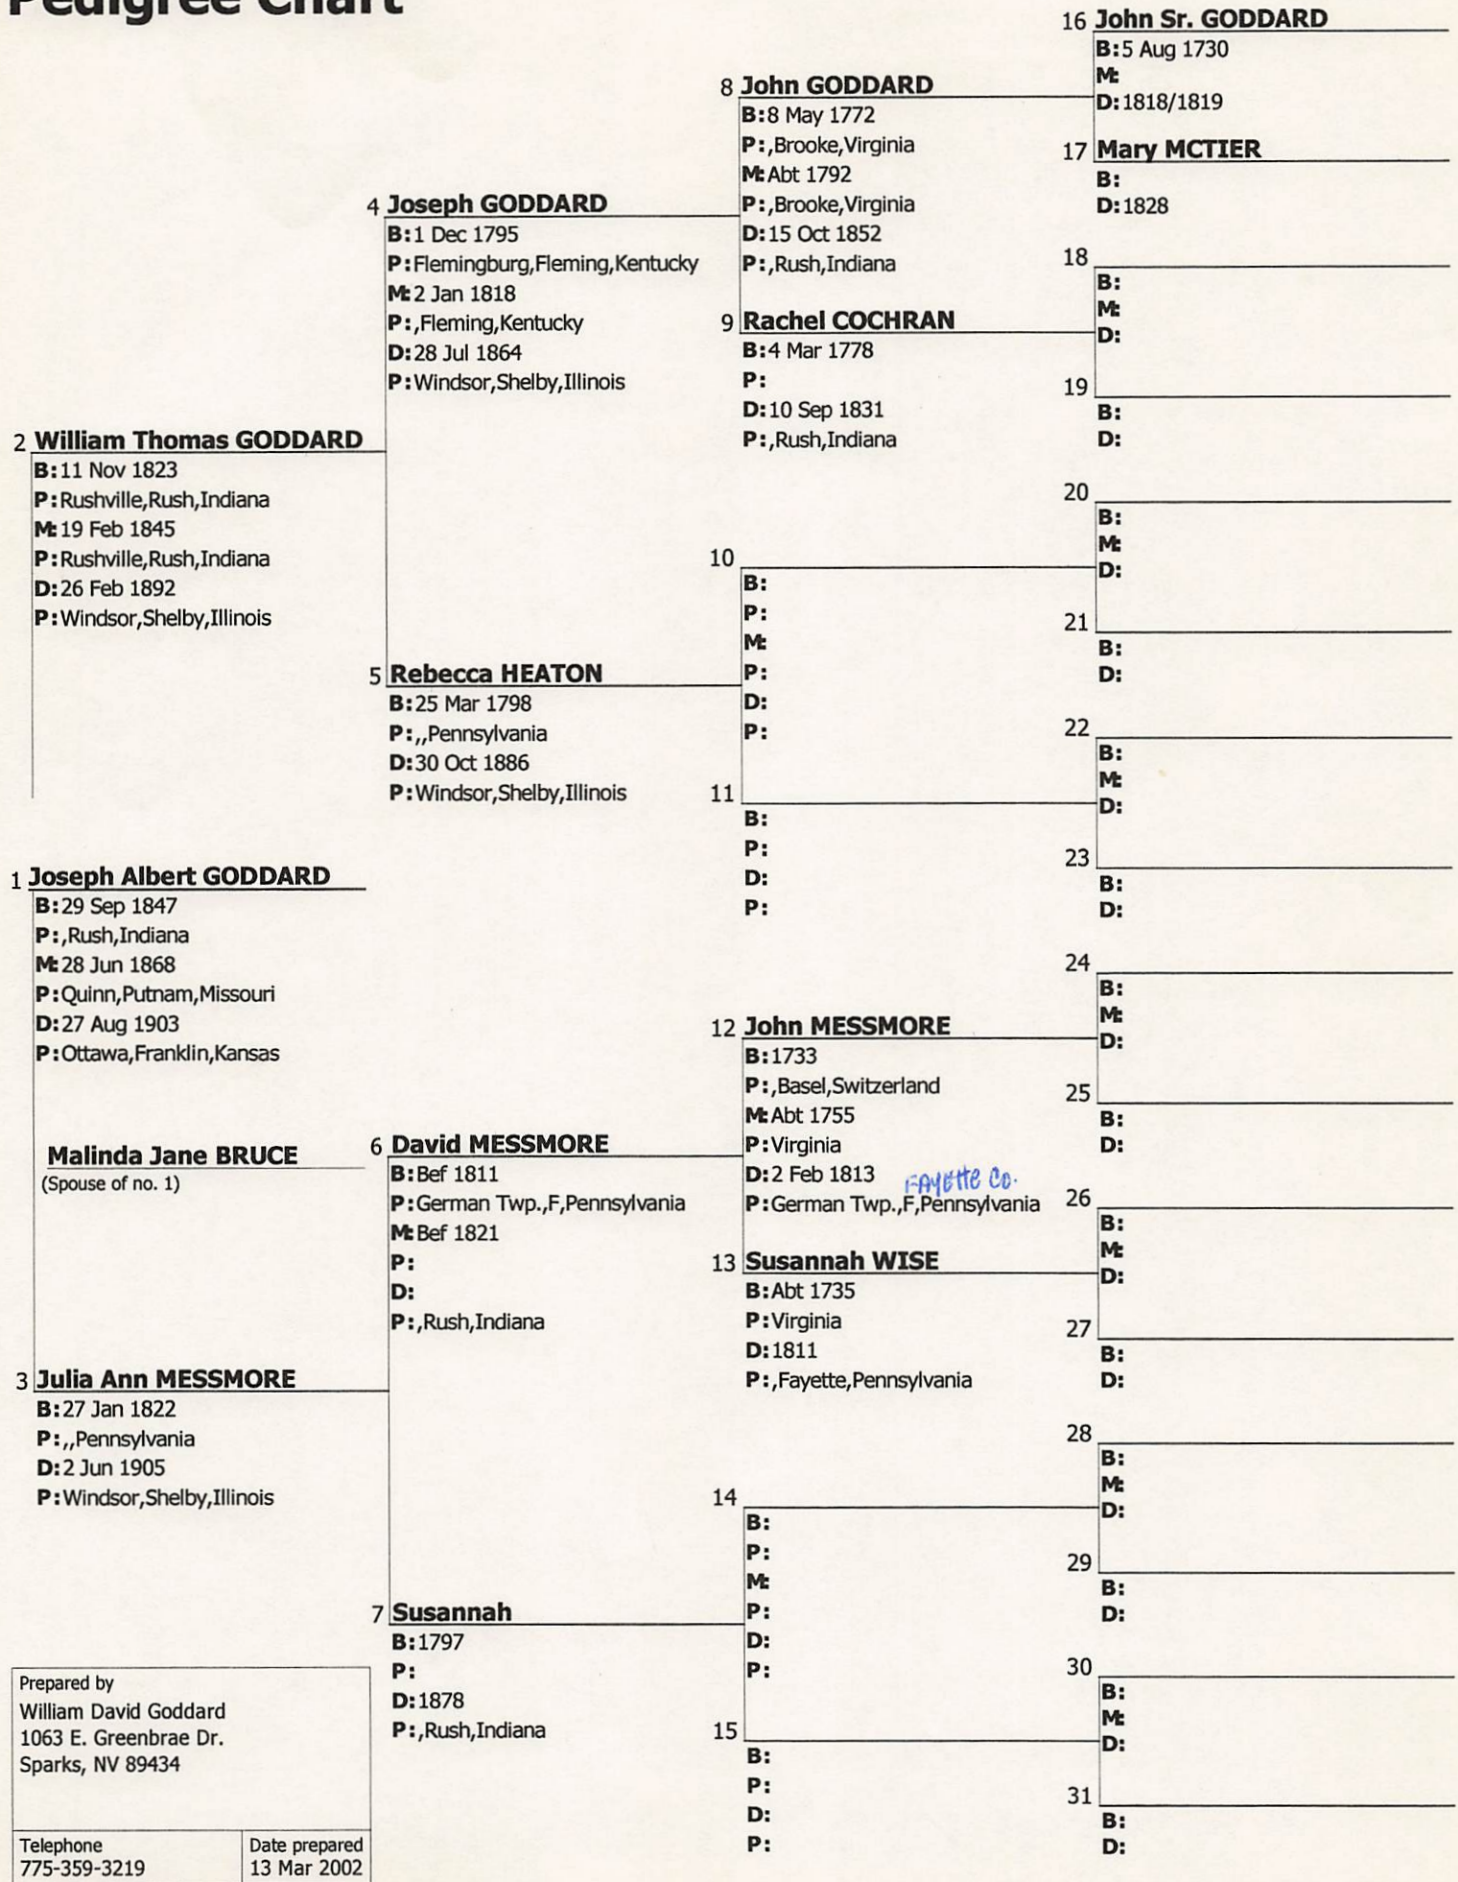 Pedigree Chart
16 John Sr. GODDARD
B:5 Aug 1730
M:
D:1818/1819
8 John GODDARD
B:8 May 1772
P:,Brooke,Virginia
M:Abt 1792
P:,Brooke,Virginia
D:15 Oct 1852
P:,Rush,Indiana
17 Mary MCTIER
B:
D:1828
4 Joseph GODDARD
B:1 Dec 1795
P:Flemingburg,Fleming,Kentucky
M:2 Jan 1818
P:,Fleming,Kentucky
D:28 Jul 1864
P:Windsor,Shelby,Illinois
18
B:
M:
D:
9 Rachel COCHRAN
B:4 Mar 1778
P:
D:10 Sep 1831
P:,Rush,Indiana
19
B:
D:
2 William Thomas GODDARD
B:11 Nov 1823
P:Rushville,Rush,Indiana
M:19 Feb 1845
P:Rushville,Rush,Indiana
D:26 Feb 1892
P:Windsor,Shelby,Illinois
20
B:
M:
D:
10
B:
P:
M:
P:
D:
P:
21
B:
D:
5 Rebecca HEATON
B:25 Mar 1798
P:,,Pennsylvania
D:30 Oct 1886
P:Windsor,Shelby,Illinois
22
B:
M:
D:
11
B:
P:
D:
P:
23
B:
D:
1 Joseph Albert GODDARD
B:29 Sep 1847
P:,Rush,Indiana
M:28 Jun 1868
P:Quinn,Putnam,Missouri
D:27 Aug 1903
P:Ottawa,Franklin,Kansas
24
B:
M:
D:
12 John MESSMORE
B:1733
P:,Basel,Switzerland
M:Abt 1755
P:Virginia
D:2 Feb 1813
FAYETTE CO.
P:German Twp.,F,Pennsylvania
25
B:
D:
Malinda Jane BRUCE
(Spouse of no. 1)
6 David MESSMORE
B:Bef 1811
P:German Twp.,F,Pennsylvania
M:Bef 1821
P:
D:
P:,Rush,Indiana
26
B:
M:
D:
13 Susannah WISE
B:Abt 1735
P:Virginia
D:1811
P:,Fayette,Pennsylvania
27
B:
D:
3 Julia Ann MESSMORE
B:27 Jan 1822
P:,,Pennsylvania
D:2 Jun 1905
P:Windsor,Shelby,Illinois
28
B:
M:
D:
14
B:
P:
M:
P:
D:
P:
29
B:
D:
7 Susannah
B:1797
P:
D:1878
P:,Rush,Indiana
30
B:
M:
D:
15
B:
P:
D:
P:
31
B:
D:
Prepared by
William David Goddard
1063 E. Greenbrae Dr.
Sparks, NV 89434
Telephone
775-359-3219
Date prepared
13 Mar 2002